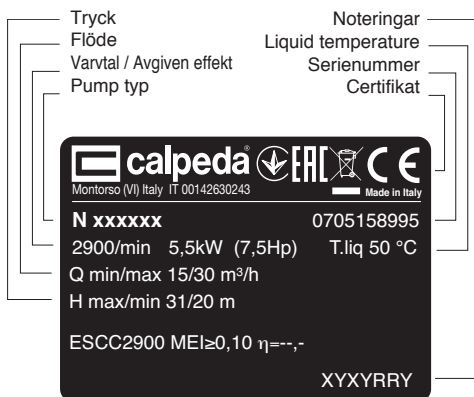 Tryck
Flöde
Varvtal / Avgiven effekt
Pump typ
Noteringar
Liquid temperature
Serienummer
Certifikat
calpeda®
EAC CE
Montorso (VI) Italy IT 00142630243
Made in Italy
N xxxxxx 0705158995
2900/min 5,5kW (7,5Hp) T.liq 50 °C
Q min/max 15/30 m³/h
H max/min 31/20 m
ESCC2900 MEI≥0,10 η=--,-
XYXYRRY